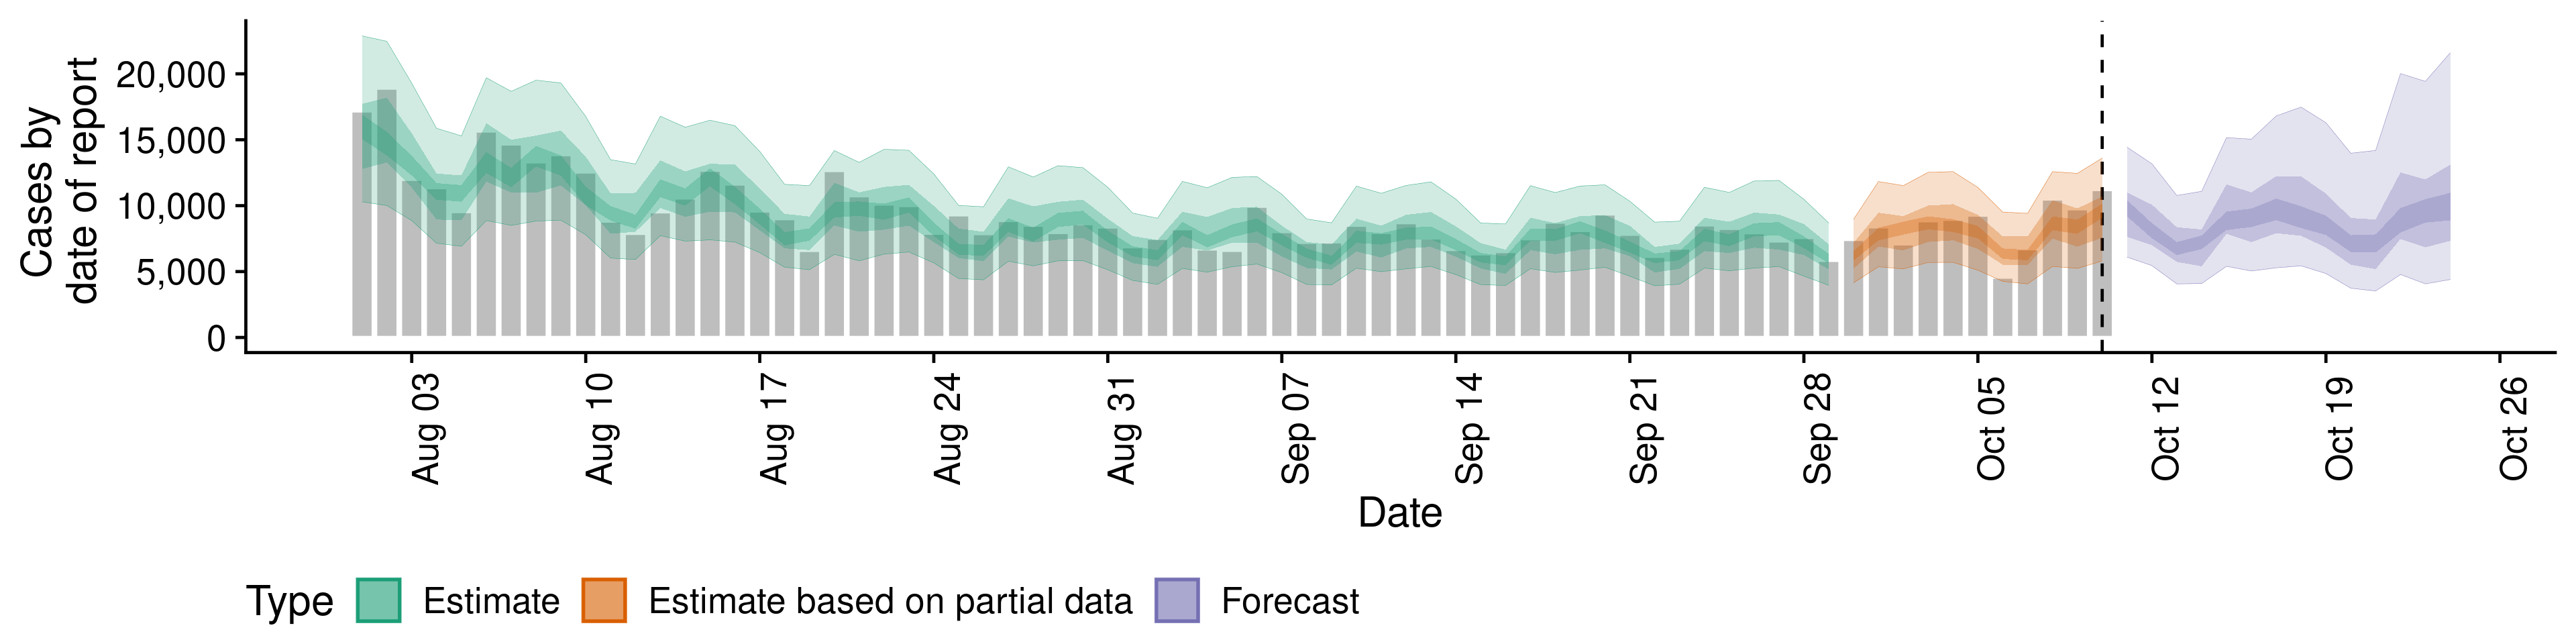 Cases by
date of report
20,000
15,000
10,000
5,000
0
Aug 03
Aug 10
Aug 17
Aug 24
Aug 31
Sep 07
Sep 14
Sep 21
Sep 28
Oct 05
Oct 12
Oct 19
Oct 26
Date
Type Estimate Estimate based on partial data Forecast